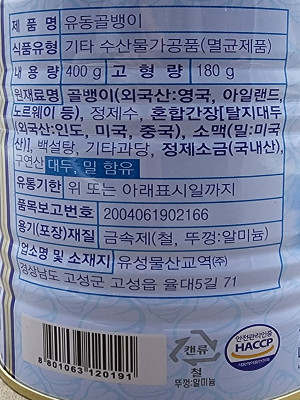 제 품 명 유동골뱅이
식품유형 기타 수산물가공품(멸균제품)
내 용 량 400 g 고 형 량 180 g
원재료명 골뱅이(외국산:영국, 아일랜드,
노르웨이 등), 정제수, 혼합간장[탈지대두
(외국산:인도, 미국, 중국), 소맥(밀:미국
산)], 백설탕, 기타과당, 정제소금(국내산),
구연산 대두, 밀 함유
유통기한 위 또는 아래표시일까지
품목보고번호 2004061902166
용기(포장)재질 금속제(철, 뚜껑:알미늄)
업소명 및 소재지 유성물산교역(주)
경상남도 고성군 고성읍 율대5길 71
8 801063 120191
캔류
철
뚜껑:알미늄
안전관리인증
HACCP